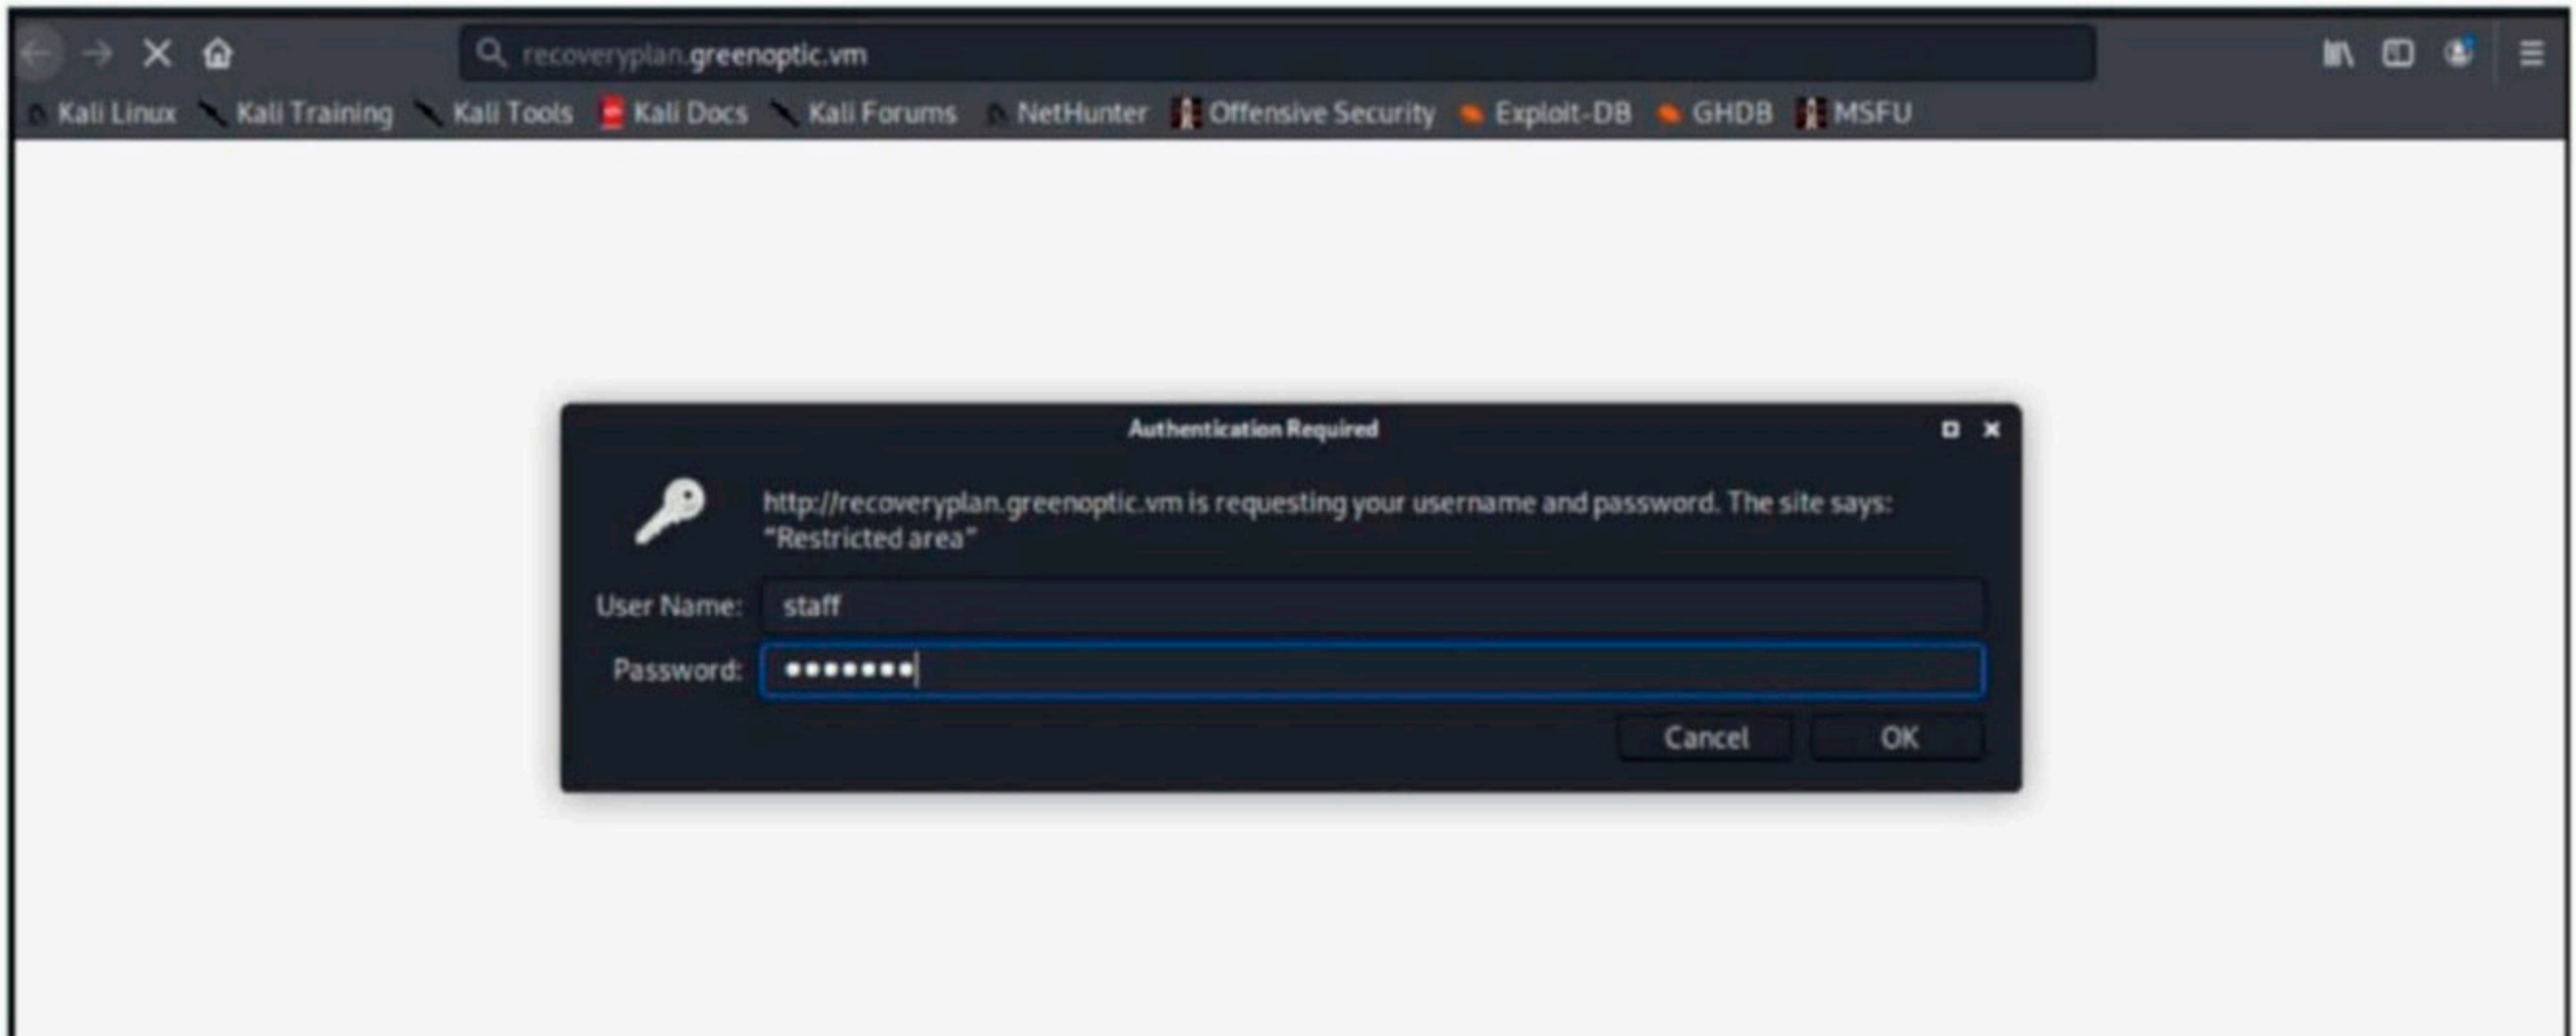 recoveryplan.greenoptic.vm
Kali Linux Kali Training Kali Tools Kali Docs Kali Forums NetHunter Offensive Security Exploit-DB GHDB MSFU
Authentication Required
http://recoveryplan.greenoptic.vm is requesting your username and password. The site says:
"Restricted area"
User Name: staff
Password: •••••••
Cancel OK